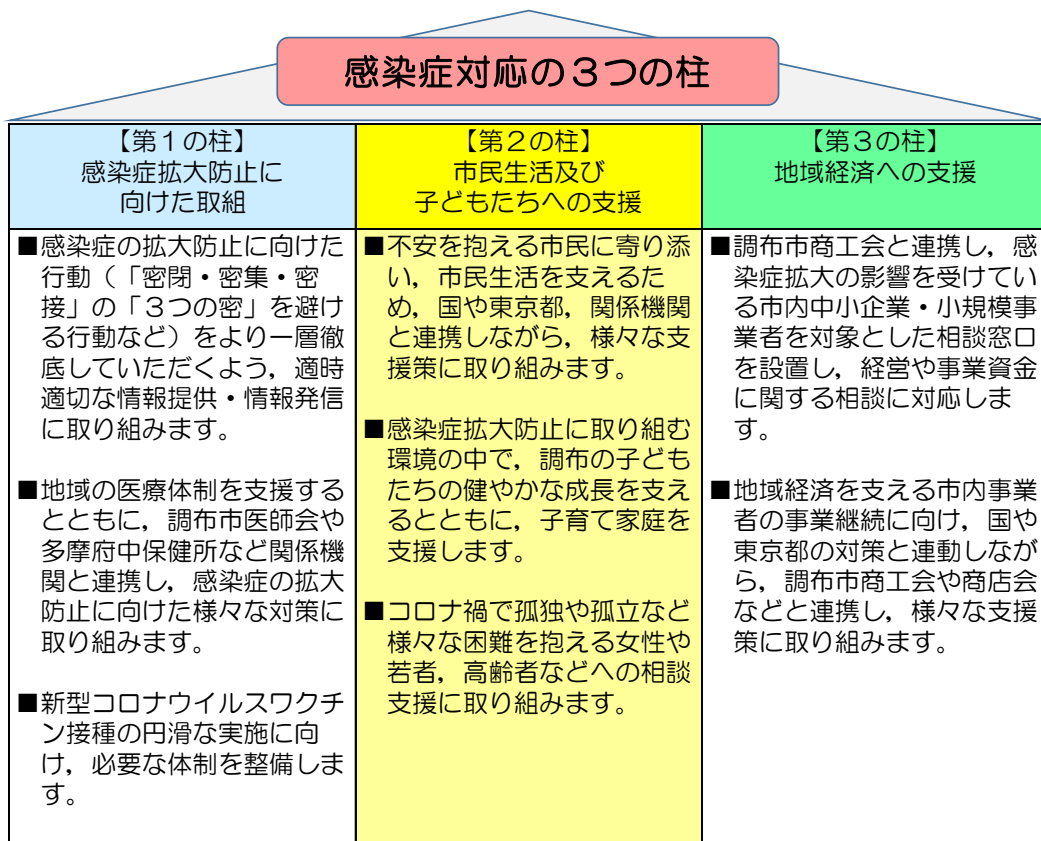 感染症対応の３つの柱
【第１の柱】
感染症拡大防止に
向けた取組
■感染症の拡大防止に向けた
行動（「密閉・密集・密
接」の「３つの密」を避け
る行動など）をより一層徹
底していただくよう，適時
適切な情報提供・情報発信
に取り組みます。
■地域の医療体制を支援する
とともに，調布市医師会や
多摩府中保健所など関係機
関と連携し，感染症の拡大
防止に向けた様々な対策に
取り組みます。
■新型コロナウイルスワクチ
ン接種の円滑な実施に向
け，必要な体制を整備しま
す。
【第２の柱】
市民生活及び
子どもたちへの支援
■不安を抱える市民に寄り添
い，市民生活を支えるた
め，国や東京都，関係機関
と連携しながら，様々な支
援策に取り組みます。
■感染症拡大防止に取り組む
環境の中で，調布の子ども
たちの健やかな成長を支え
るとともに，子育て家庭を
支援します。
■コロナ禍で孤独や孤立など
様々な困難を抱える女性や
若者，高齢者などへの相談
支援に取り組みます。
【第３の柱】
地域経済への支援
■調布市商工会と連携し，感
染症拡大の影響を受けてい
る市内中小企業・小規模事
業者を対象とした相談窓口
を設置し，経営や事業資金
に関する相談に対応しま
す。
■地域経済を支える市内事業
者の事業継続に向け，国や
東京都の対策と連動しなが
ら，調布市商工会や商店会
などと連携し，様々な支援
策に取り組みます。